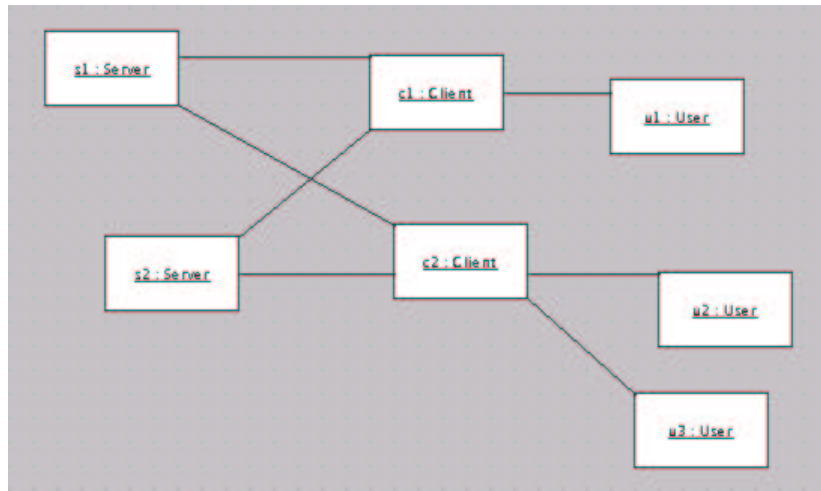 s1 : Server
c1 : Client
u1 : User
s2 : Server
c2 : Client
u2 : User
u3 : User